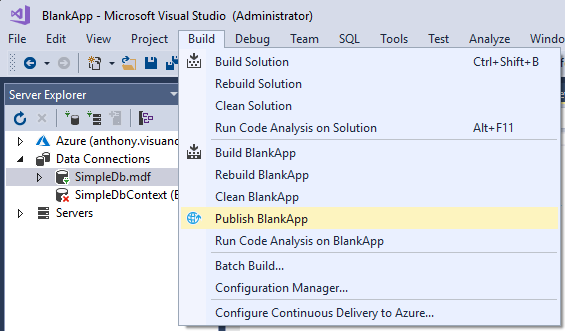 BlankApp - Microsoft Visual Studio (Administrator)
File Edit View Project Build Debug Team SQL Tools Test Analyze
Server Explorer
Azure (anthony.
Data Connections
SimpleDb.mdf
SimpleDbContext
Servers
Build Solution Ctrl+Shift+B
Rebuild Solution
Clean Solution
Run Code Analysis on Solution Alt+F11
Build BlankApp
Rebuild BlankApp
Clean BlankApp
Publish BlankApp
Run Code Analysis on BlankApp
Batch Build...
Configuration Manager...
Configure Continuous Delivery to Azure...